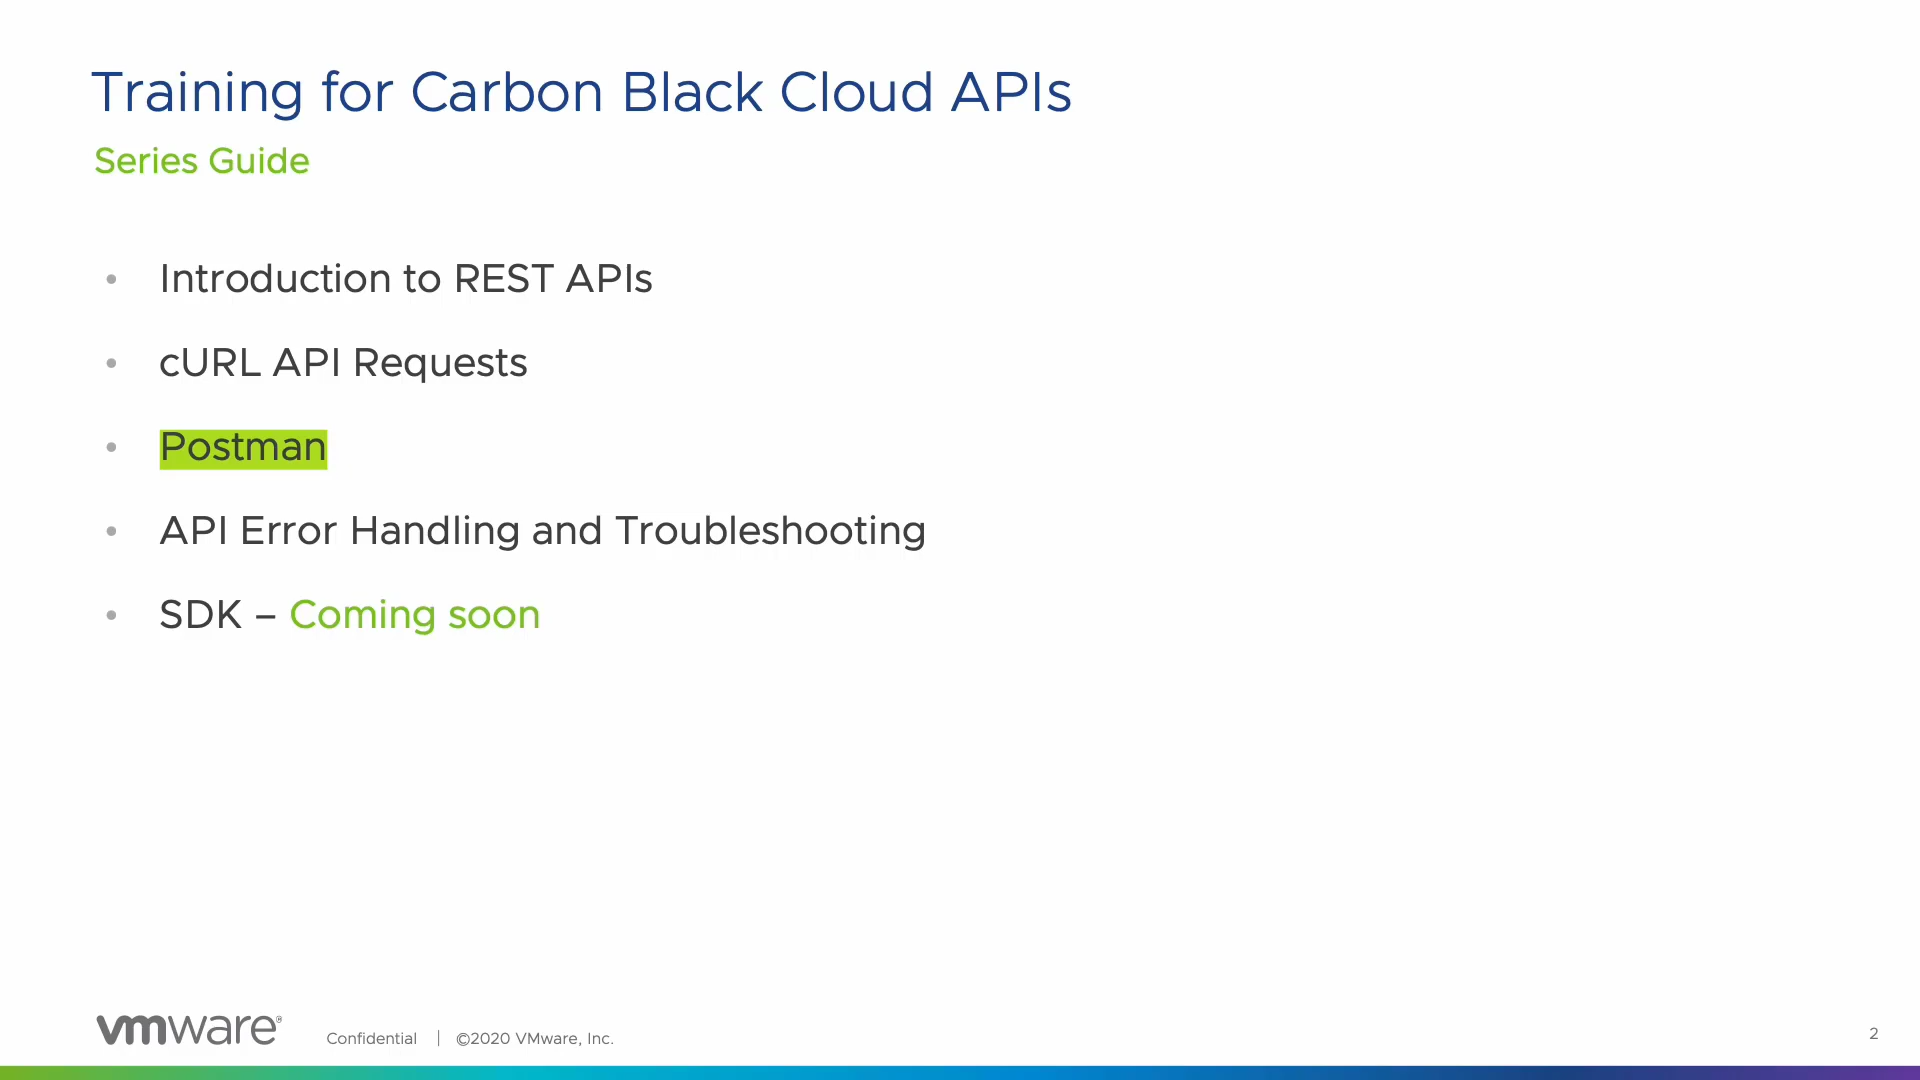 Training for Carbon Black Cloud APIs
Series Guide
• Introduction to REST APIs
• cURL API Requests
• Postman
• API Error Handling and Troubleshooting
• SDK – Coming soon
vmware® Confidential | ©2020 VMware, Inc. 2